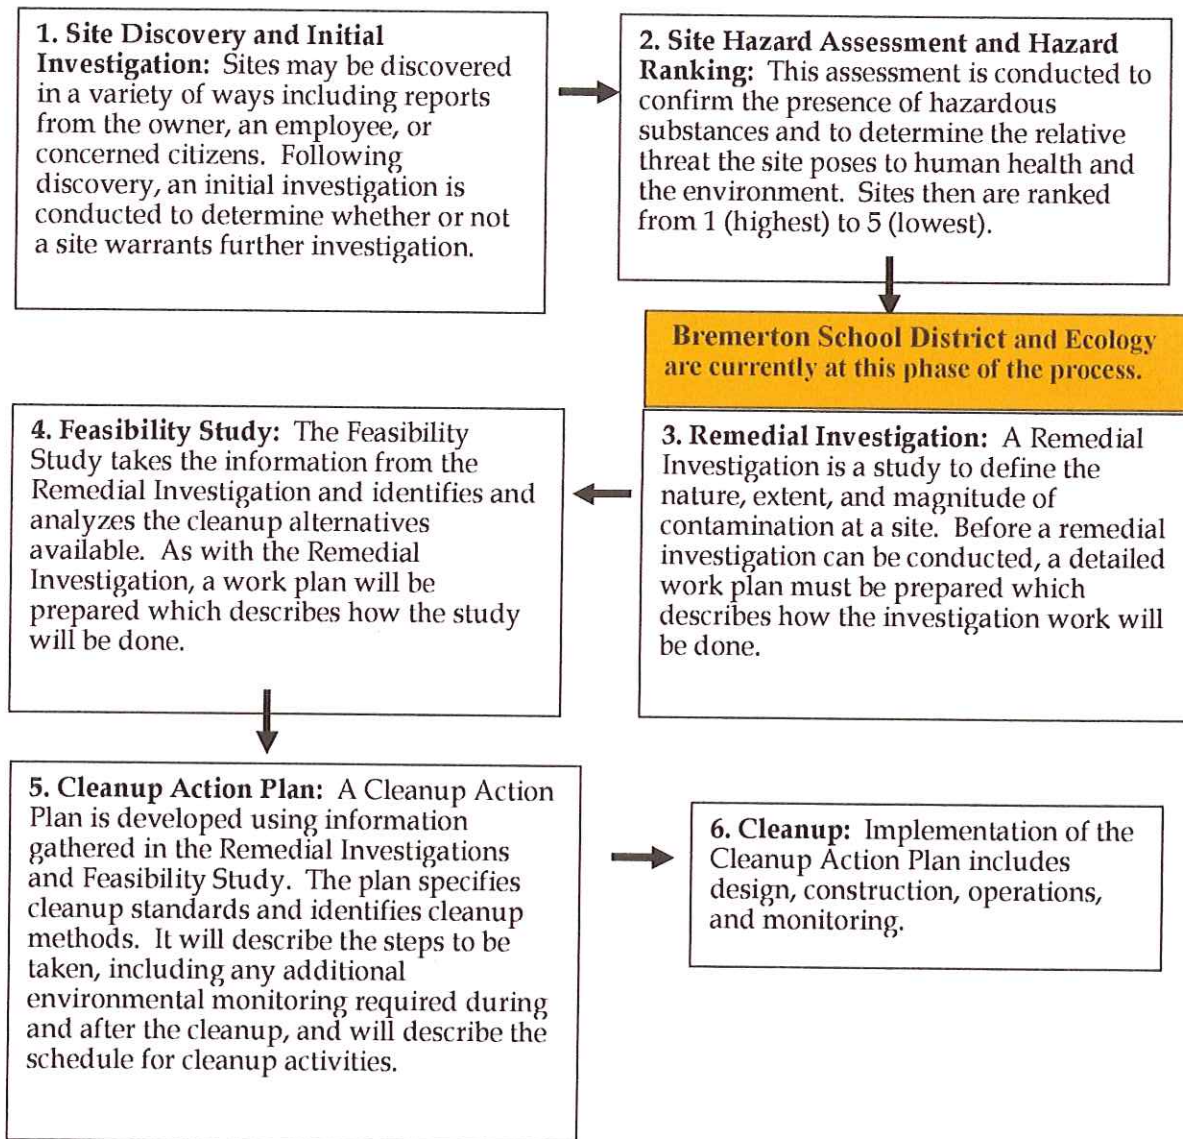 1. Site Discovery and Initial
Investigation: Sites may be discovered
in a variety of ways including reports
from the owner, an employee, or
concerned citizens. Following
discovery, an initial investigation is
conducted to determine whether or not
a site warrants further investigation.
2. Site Hazard Assessment and Hazard
Ranking: This assessment is conducted to
confirm the presence of hazardous
substances and to determine the relative
threat the site poses to human health and
the environment. Sites then are ranked
from 1 (highest) to 5 (lowest).
Bremerton School District and Ecology
are currently at this phase of the process.
3. Remedial Investigation: A Remedial
Investigation is a study to define the
nature, extent, and magnitude of
contamination at a site. Before a remedial
investigation can be conducted, a detailed
work plan must be prepared which
describes how the investigation work will
be done.
4. Feasibility Study: The Feasibility
Study takes the information from the
Remedial Investigation and identifies and
analyzes the cleanup alternatives
available. As with the Remedial
Investigation, a work plan will be
prepared which describes how the study
will be done.
5. Cleanup Action Plan: A Cleanup Action
Plan is developed using information
gathered in the Remedial Investigations
and Feasibility Study. The plan specifies
cleanup standards and identifies cleanup
methods. It will describe the steps to be
taken, including any additional
environmental monitoring required during
and after the cleanup, and will describe the
schedule for cleanup activities.
6. Cleanup: Implementation of the
Cleanup Action Plan includes
design, construction, operations,
and monitoring.